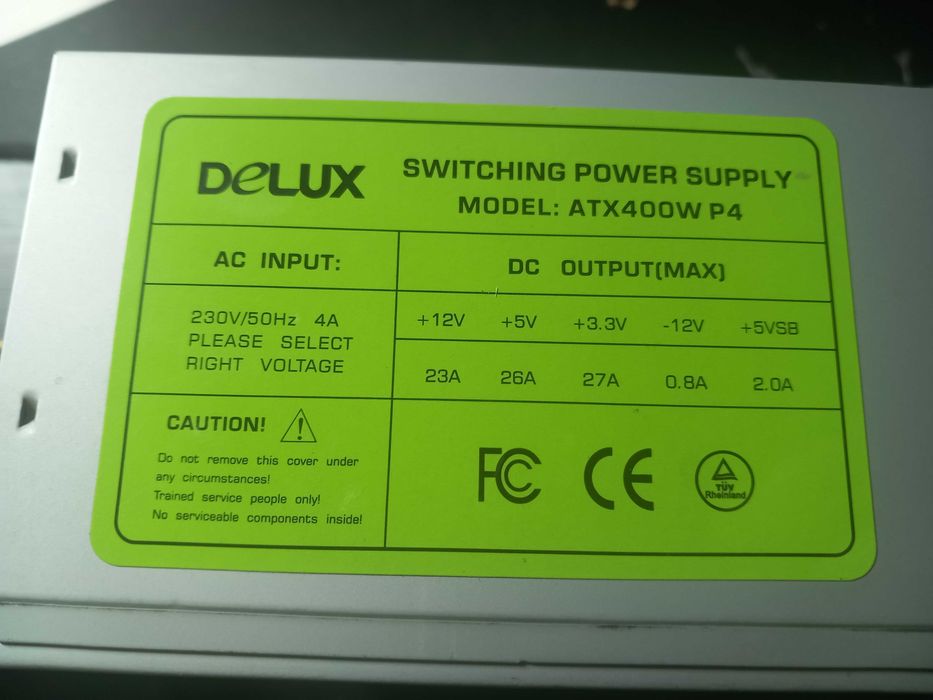 DeLUX
SWITCHING POWER SUPPLY
MODEL: ATX400W P4
AC INPUT:
230V/50Hz 4A
PLEASE SELECT
RIGHT VOLTAGE
DC OUTPUT(MAX)
+12V +5V +3.3V -12V +5VSB
23A 26A 27A 0.8A 2.0A
CAUTION!
Do not remove this cover under
any circumstances!
Trained service people only!
No serviceable components inside!
FC CE
TÜV
Rheinland